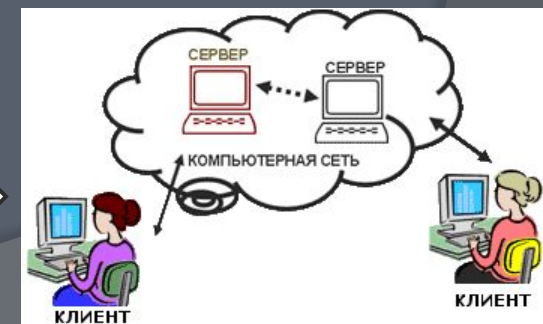 СЕРВЕР
СЕРВЕР
КОМПЬЮТЕРНАЯ СЕТЬ
КЛИЕНТ
КЛИЕНТ